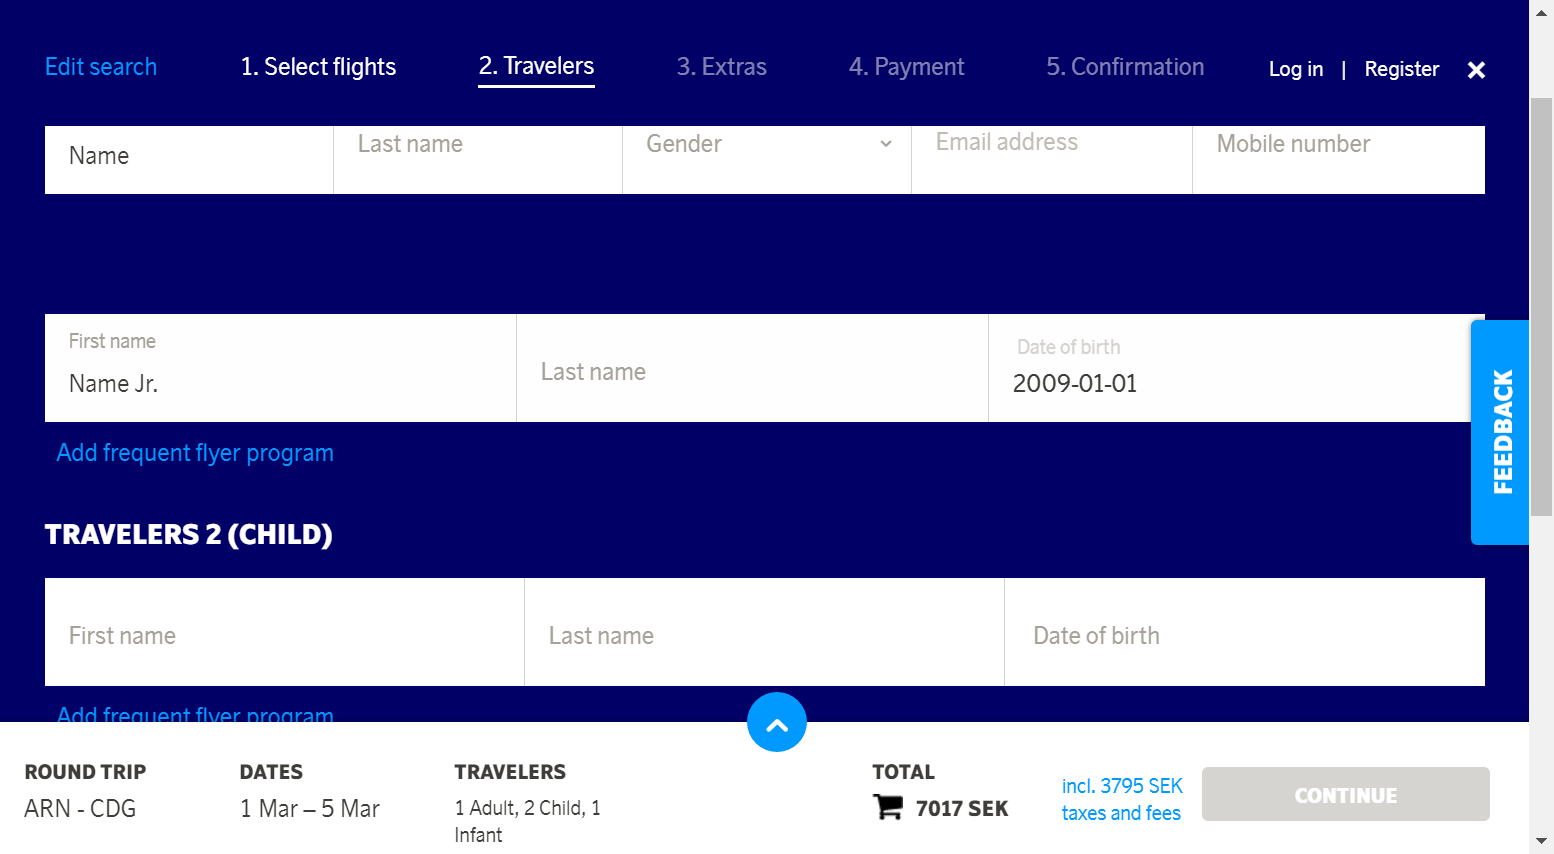 Edit search
1. Select flights
2. Travelers
3. Extras
4. Payment
5. Confirmation
Log in | Register
Name
Last name
Gender
Email address
Mobile number
First name
Name Jr.
Last name
Date of birth
2009-01-01
Add frequent flyer program
FEEDBACK
TRAVELERS 2 (CHILD)
First name
Last name
Date of birth
Add frequent flyer program
ROUND TRIP
ARN - CDG
DATES
1 Mar – 5 Mar
TRAVELERS
1 Adult, 2 Child, 1
Infant
TOTAL
7017 SEK
incl. 3795 SEK
taxes and fees
CONTINUE